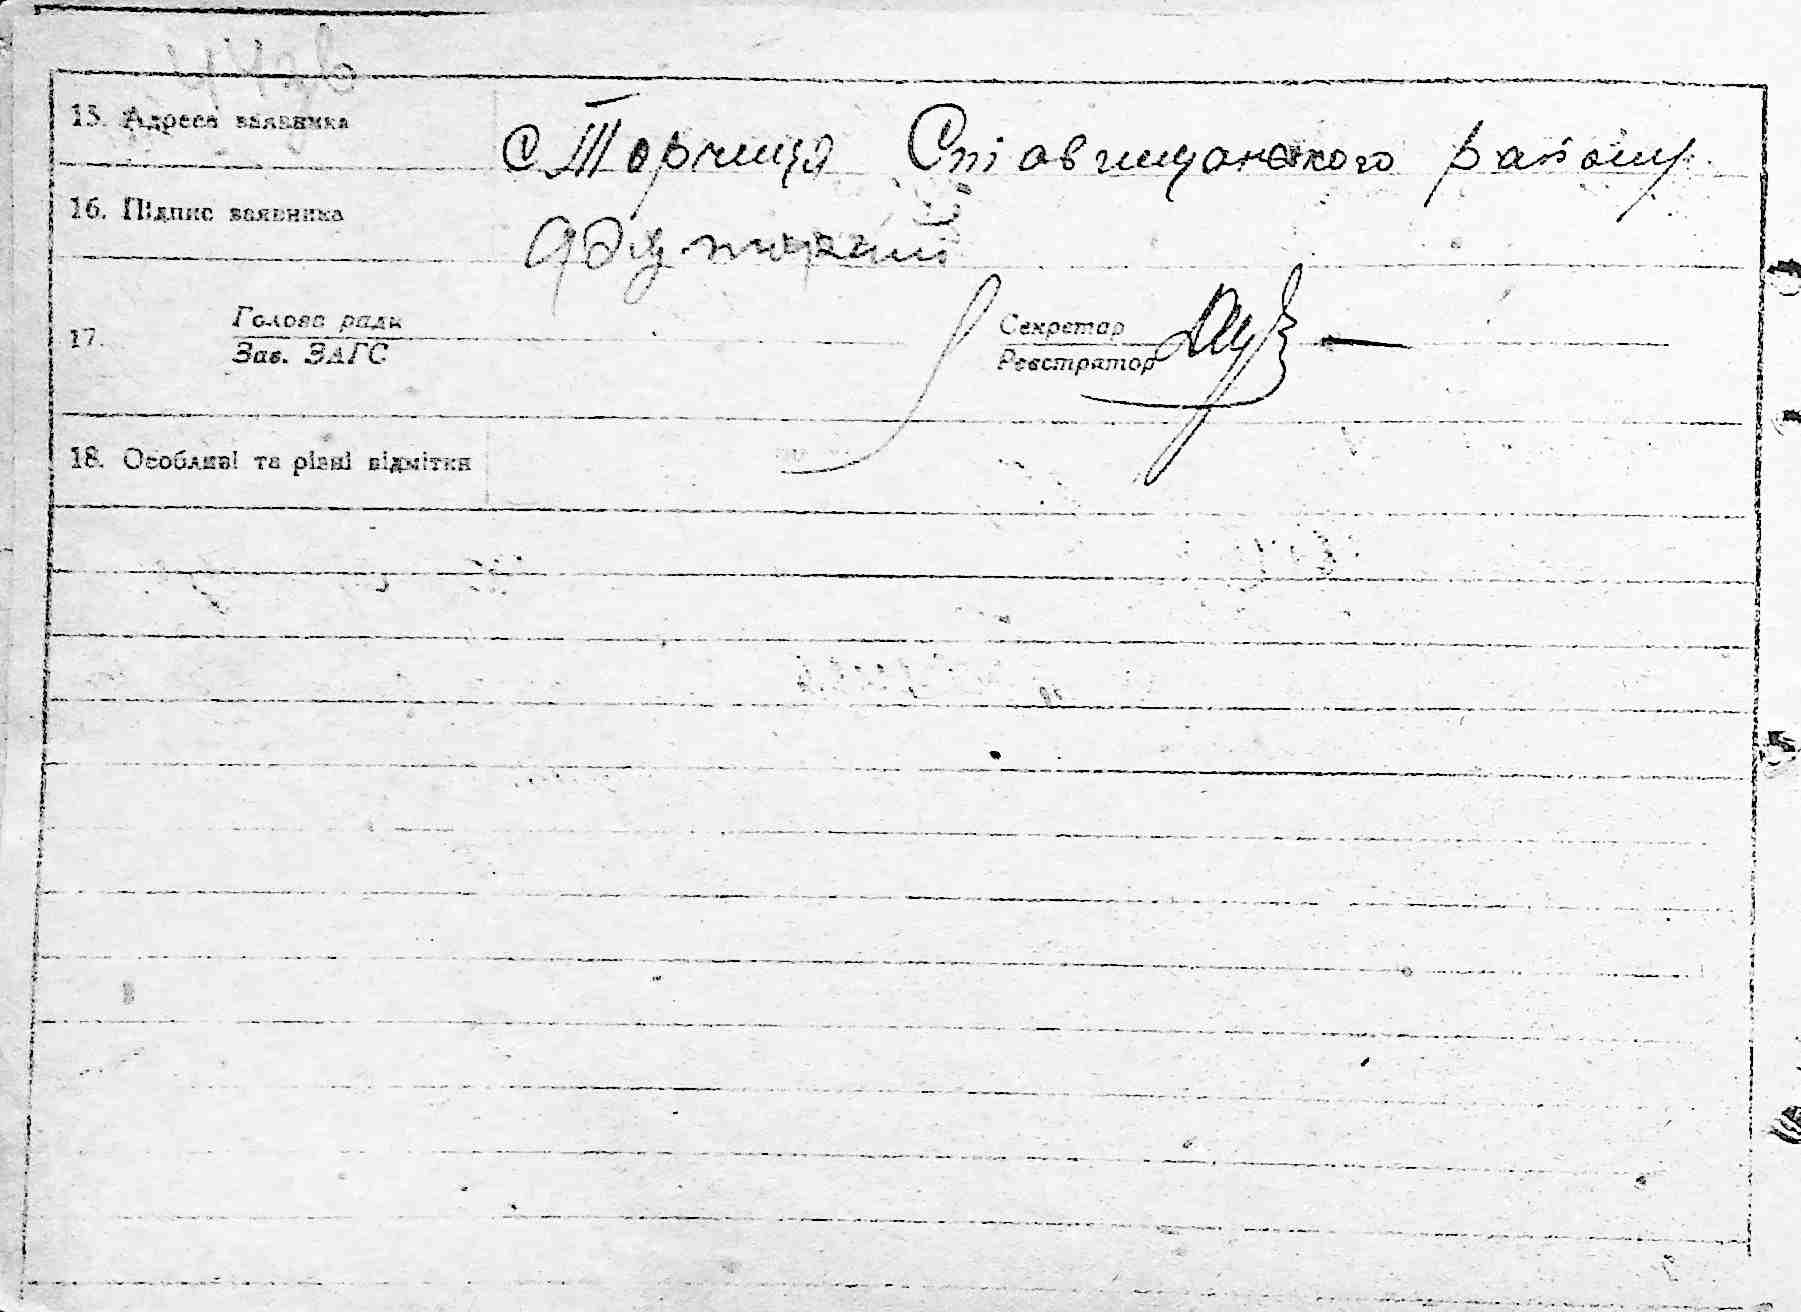 15. Адреса заявника с Торчиця Ставищанського району
16. Підпис заявника
17. Голова ради Секретар
Зав. ЗАГС Реєстратор
18. Особливі та різні відмітки